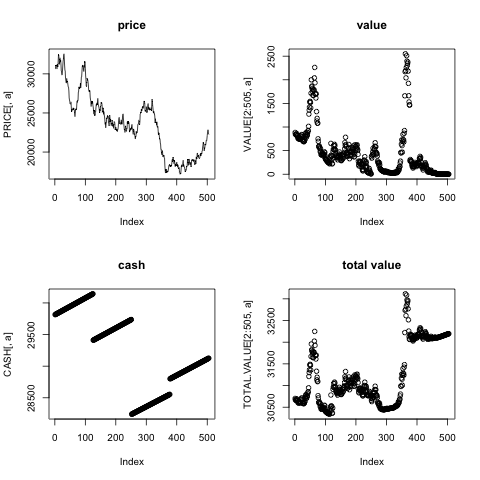 price
PRICE[, a]
30000
25000
20000
0 100 200 300 400 500
Index
value
VALUE[2:505, a]
2500
1500
500
0
0 100 200 300 400 500
Index
cash
CASH[, a]
29500
28500
0 100 200 300 400 500
Index
total value
TOTAL.VALUE[2:505, a]
32500
31500
30500
0 100 200 300 400 500
Index